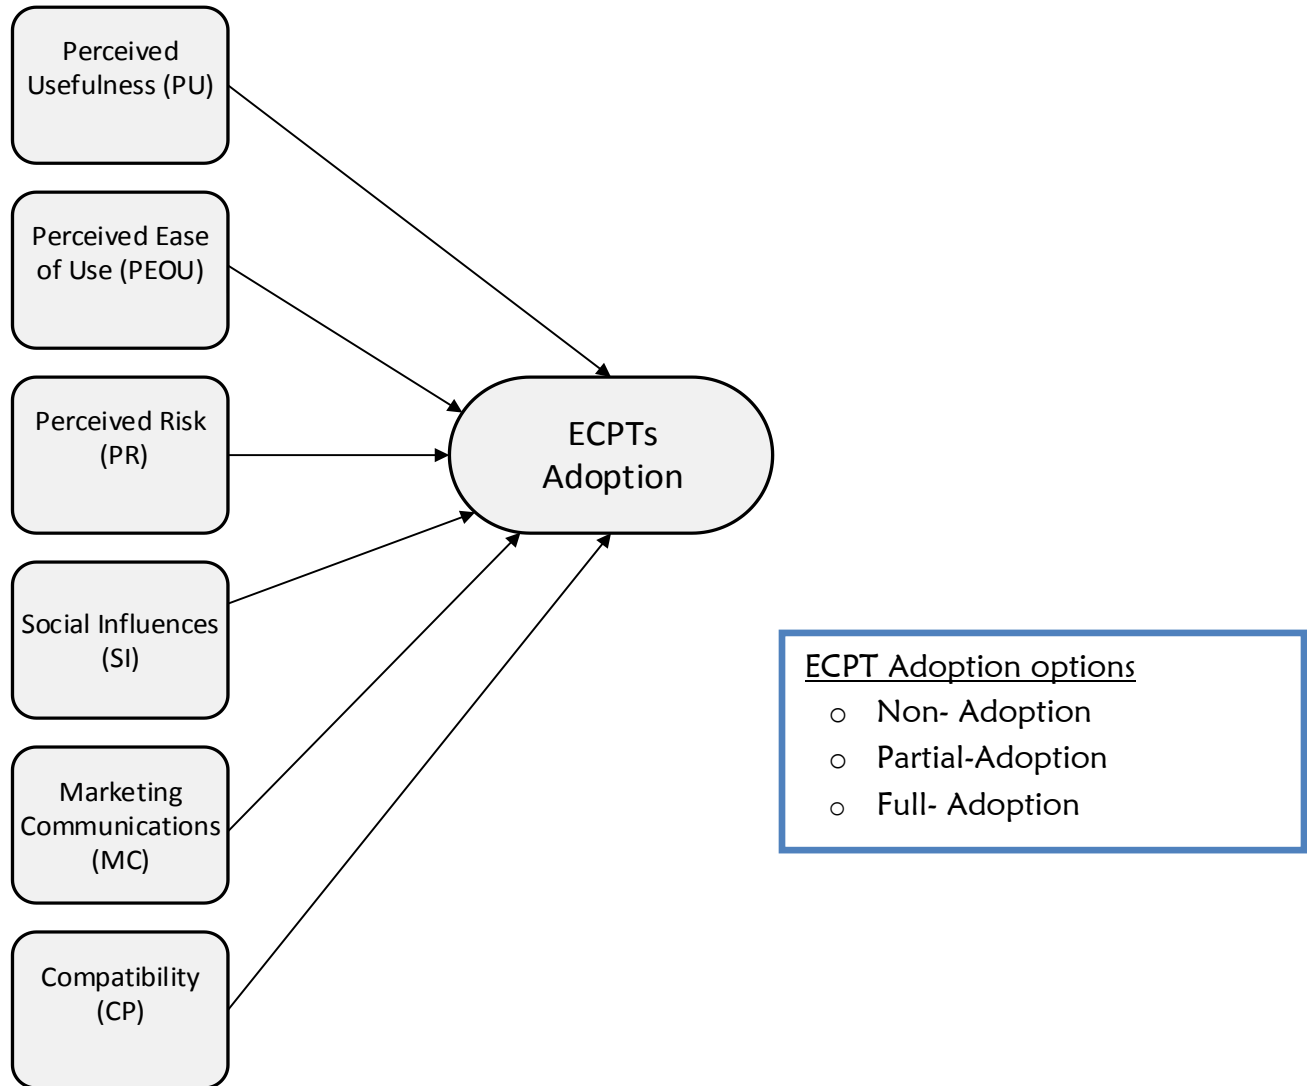 Perceived
Usefulness (PU)
Perceived Ease
of Use (PEOU)
Perceived Risk
(PR)
Social Influences
(SI)
Marketing
Communications
(MC)
Compatibility
(CP)
ECPTs
Adoption
ECPT Adoption options
o Non- Adoption
o Partial-Adoption
o Full- Adoption